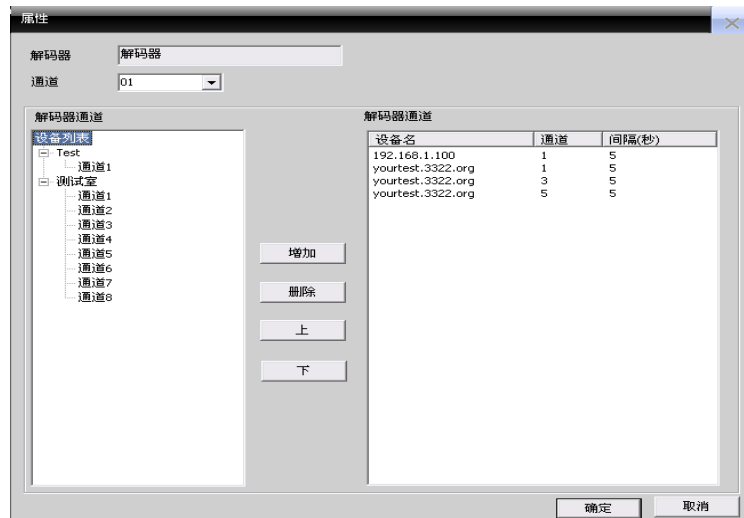 属性
解码器 解码器
通道 01
解码器通道
设备列表
Test
通道1
测试室
通道1
通道2
通道3
通道4
通道5
通道6
通道7
通道8
增加
删除
上
下
解码器通道
设备名 通道 间隔(秒)
192.168.1.100 1 5
yourtest.3322.org 1 5
yourtest.3322.org 3 5
yourtest.3322.org 5 5
确定 取消